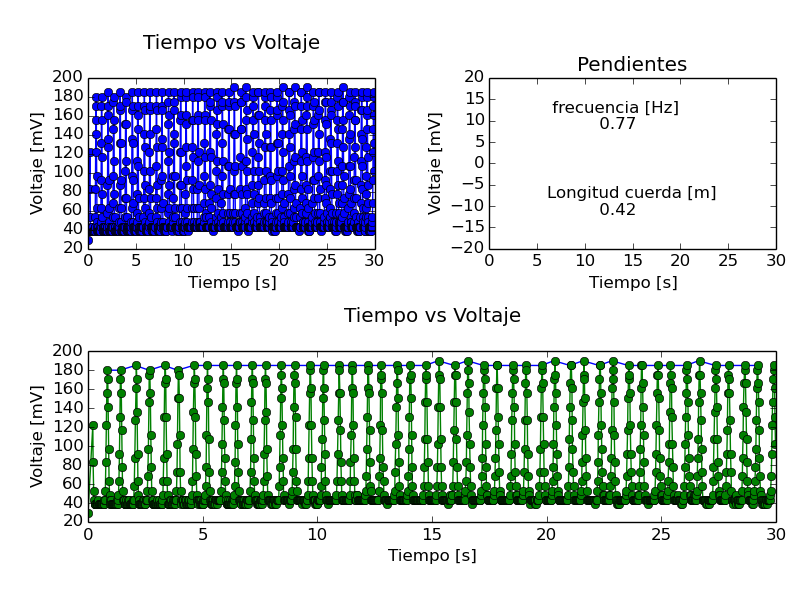 Tiempo vs Voltaje
Voltaje [mV]
200
180
160
140
120
100
80
60
40
20
0 5 10 15 20 25 30
Tiempo [s]
Pendientes
Voltaje [mV]
20
15
10
5
0
−5
−10
−15
−20
frecuencia [Hz]
0.77
Longitud cuerda [m]
0.42
0 5 10 15 20 25 30
Tiempo [s]
Tiempo vs Voltaje
Voltaje [mV]
200
180
160
140
120
100
80
60
40
20
0 5 10 15 20 25 30
Tiempo [s]